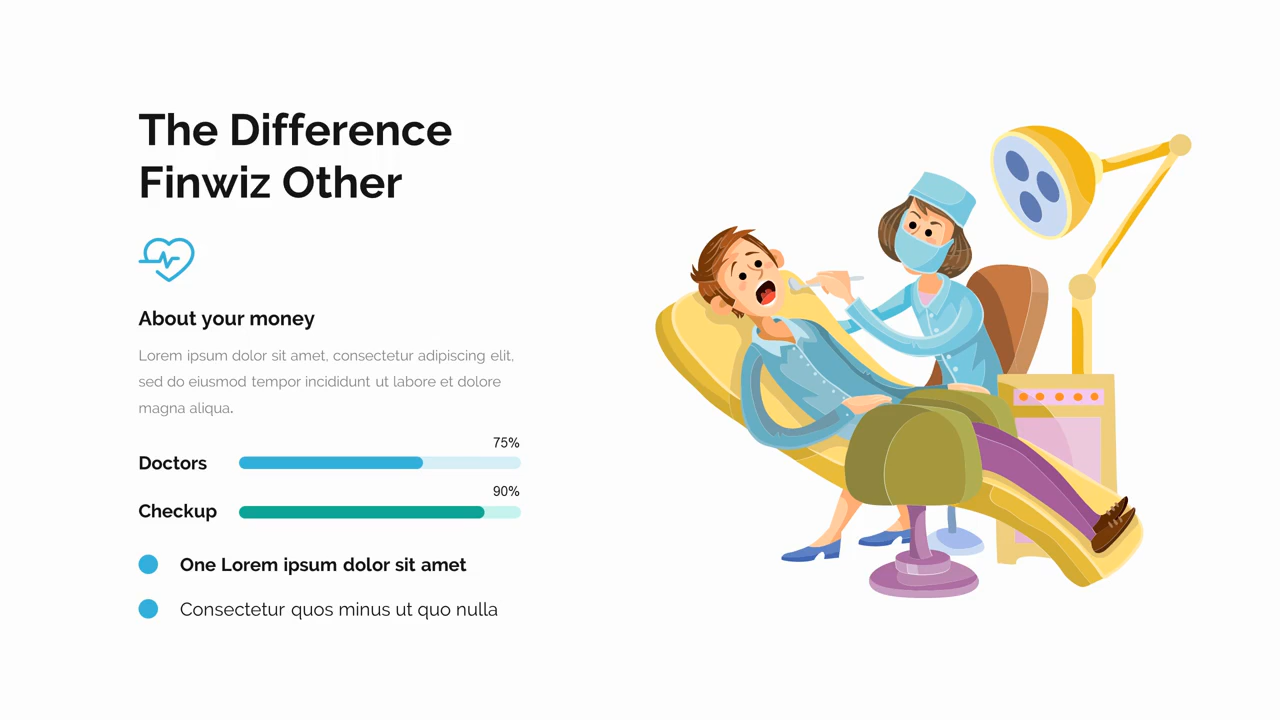 The Difference
Finwiz Other
About your money
Lorem ipsum dolor sit amet, consectetur adipiscing elit,
sed do eiusmod tempor incididunt ut labore et dolore
magna aliqua.
75%
Doctors
90%
Checkup
One Lorem ipsum dolor sit amet
Consectetur quos minus ut quo nulla